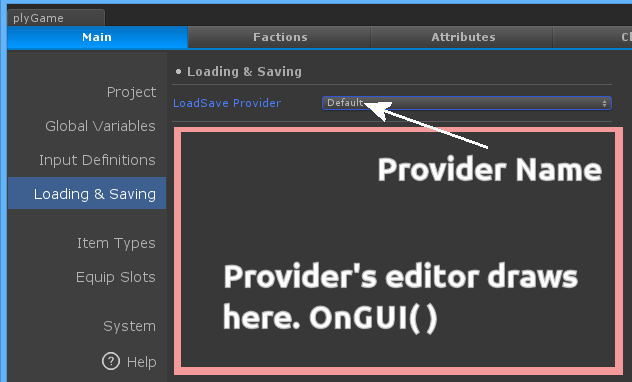 plyGame
Main Factions Attributes
• Loading & Saving
Project
LoadSave Provider Default
Global Variables
Input Definitions
Provider Name
Loading & Saving
Item Types
Provider's editor draws
Equip Slots
here. OnGUI()
System
? Help